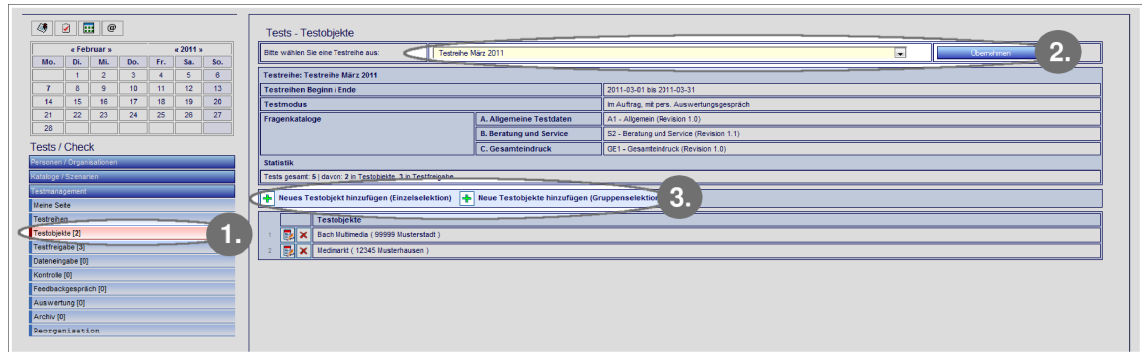 @
« Februar » « 2011 »
Mo. Di. Mi. Do. Fr. Sa. So.
1 2 3 4 5 6
7 8 9 10 11 12 13
14 15 16 17 18 19 20
21 22 23 24 25 26 27
28
Tests / Check
Personen / Organisationen
Kataloge / Szenarien
Testmanagement
Meine Seite
Testreihen
Testobjekte [2]
1.
Testfreigabe [3]
Dateneingabe [0]
Kontrolle [0]
Feedbackgespräch [0]
Auswertung [0]
Archiv [0]
Reorganisation
Tests - Testobjekte
Bitte wählen Sie eine Testreihe aus: Testreihe März 2011 Übernehmen
2.
Testreihe: Testreihe März 2011
Testreihen Beginn / Ende 2011-03-01 bis 2011-03-31
Testmodus Im Auftrag, mit pers. Auswertungsgespräch
Fragenkataloge A. Allgemeine Testdaten A1 - Allgemein (Revision 1.0)
B. Beratung und Service S2 - Beratung und Service (Revision 1.1)
C. Gesamteindruck GE1 - Gesamteindruck (Revision 1.0)
Statistik
Tests gesamt: 5 | davon: 2 in Testobjekte, 3 in Testfreigabe
Neues Testobjekt hinzufügen (Einzelselektion) Neue Testobjekte hinzufügen (Gruppenselektion
3.
Testobjekte
1 Bach Multimedia ( 99999 Musterstadt )
2 Medimarkt ( 12345 Musterhausen )